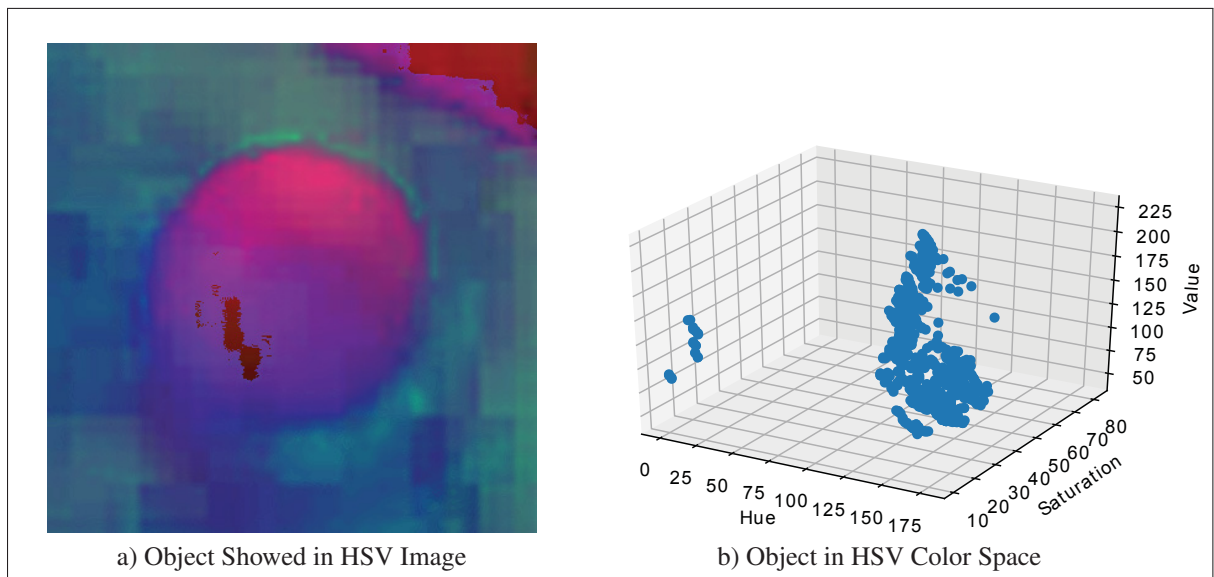 225
200
175
150
125
100
75
50
Value
0 25 50 75 100 125 150 175
Hue
10 20 30 40 50 60 70 80
Saturation
a) Object Showed in HSV Image
b) Object in HSV Color Space